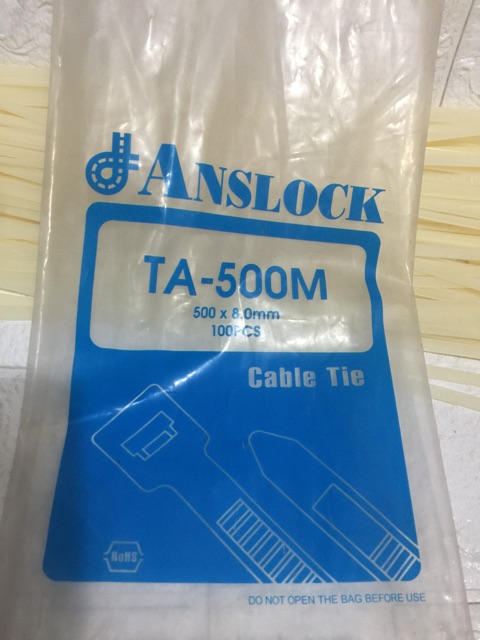 ANSLOCK
TA-500M
500 x 8.0mm
100PCS
Cable Tie
RoHS
DO NOT OPEN THE BAG BEFORE USE